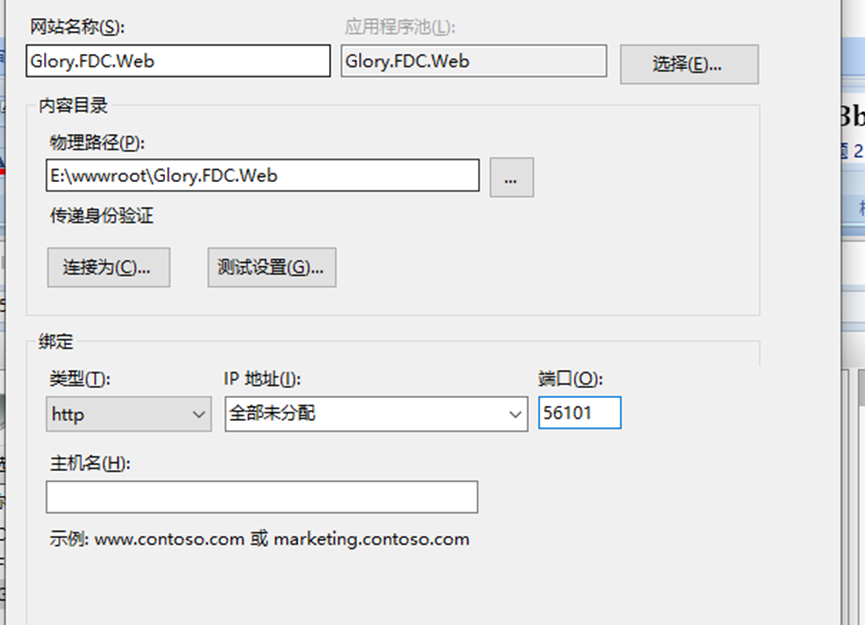 网站名称(S): 应用程序池(L):
Glory.FDC.Web Glory.FDC.Web 选择(E)...
内容目录
物理路径(P):
E:\wwwroot\Glory.FDC.Web ...
传递身份验证
连接为(C)... 测试设置(G)...
绑定
类型(T): IP 地址(I): 端口(O):
http 全部未分配 56101
主机名(H):
示例: www.contoso.com 或 marketing.contoso.com